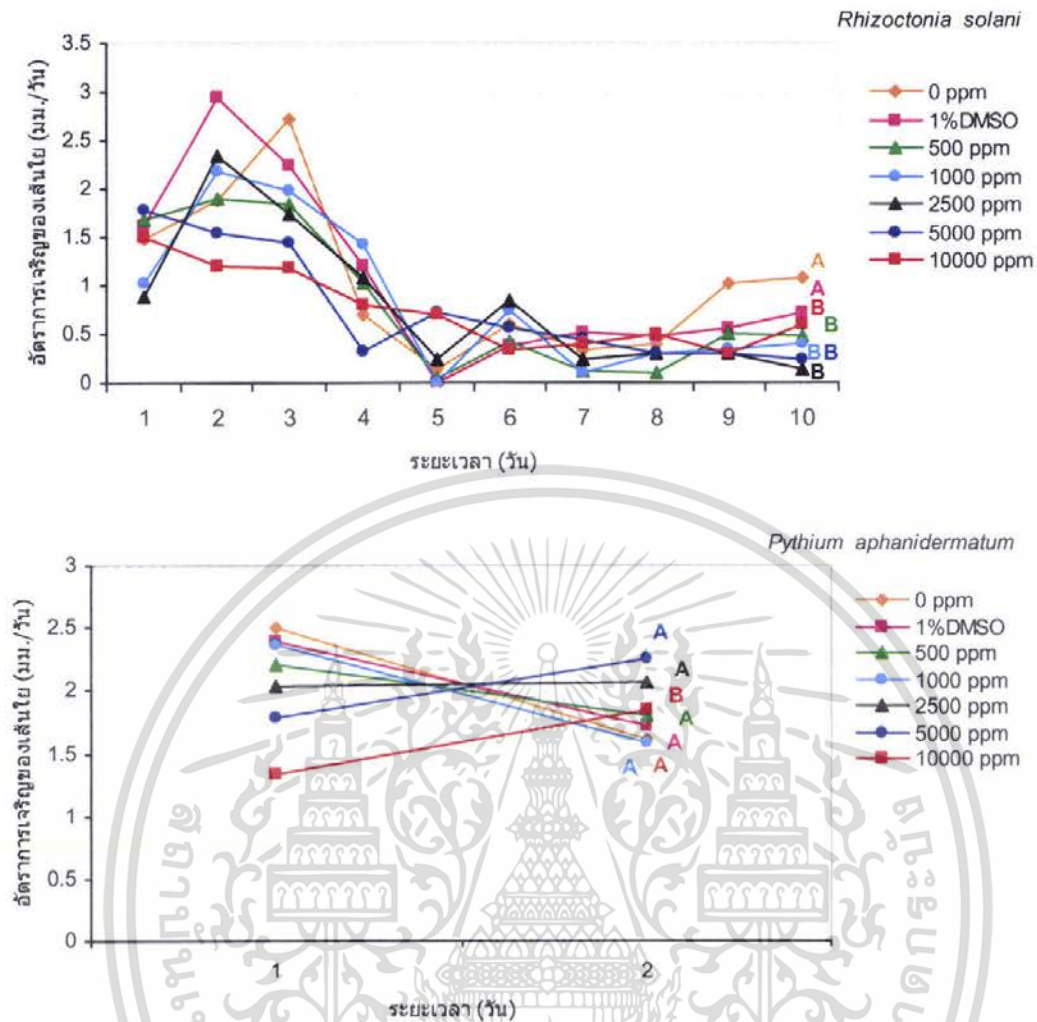 Rhizoctonia solani
อัตราการเจริญของเส้นใย (มม./วัน)
3.5
3
2.5
2
1.5
1
0.5
0
0 ppm
1%DMSO
500 ppm
1000 ppm
2500 ppm
5000 ppm
10000 ppm
A
A
B
B
B B
B
1 2 3 4 5 6 7 8 9 10
ระยะเวลา (วัน)
Pythium aphanidermatum
อัตราการเจริญของเส้นใย (มม./วัน)
3
2.5
2
1.5
1
0.5
0
0 ppm
1%DMSO
500 ppm
1000 ppm
2500 ppm
5000 ppm
10000 ppm
A
A
B
A
A
A A
1 2
ระยะเวลา (วัน)